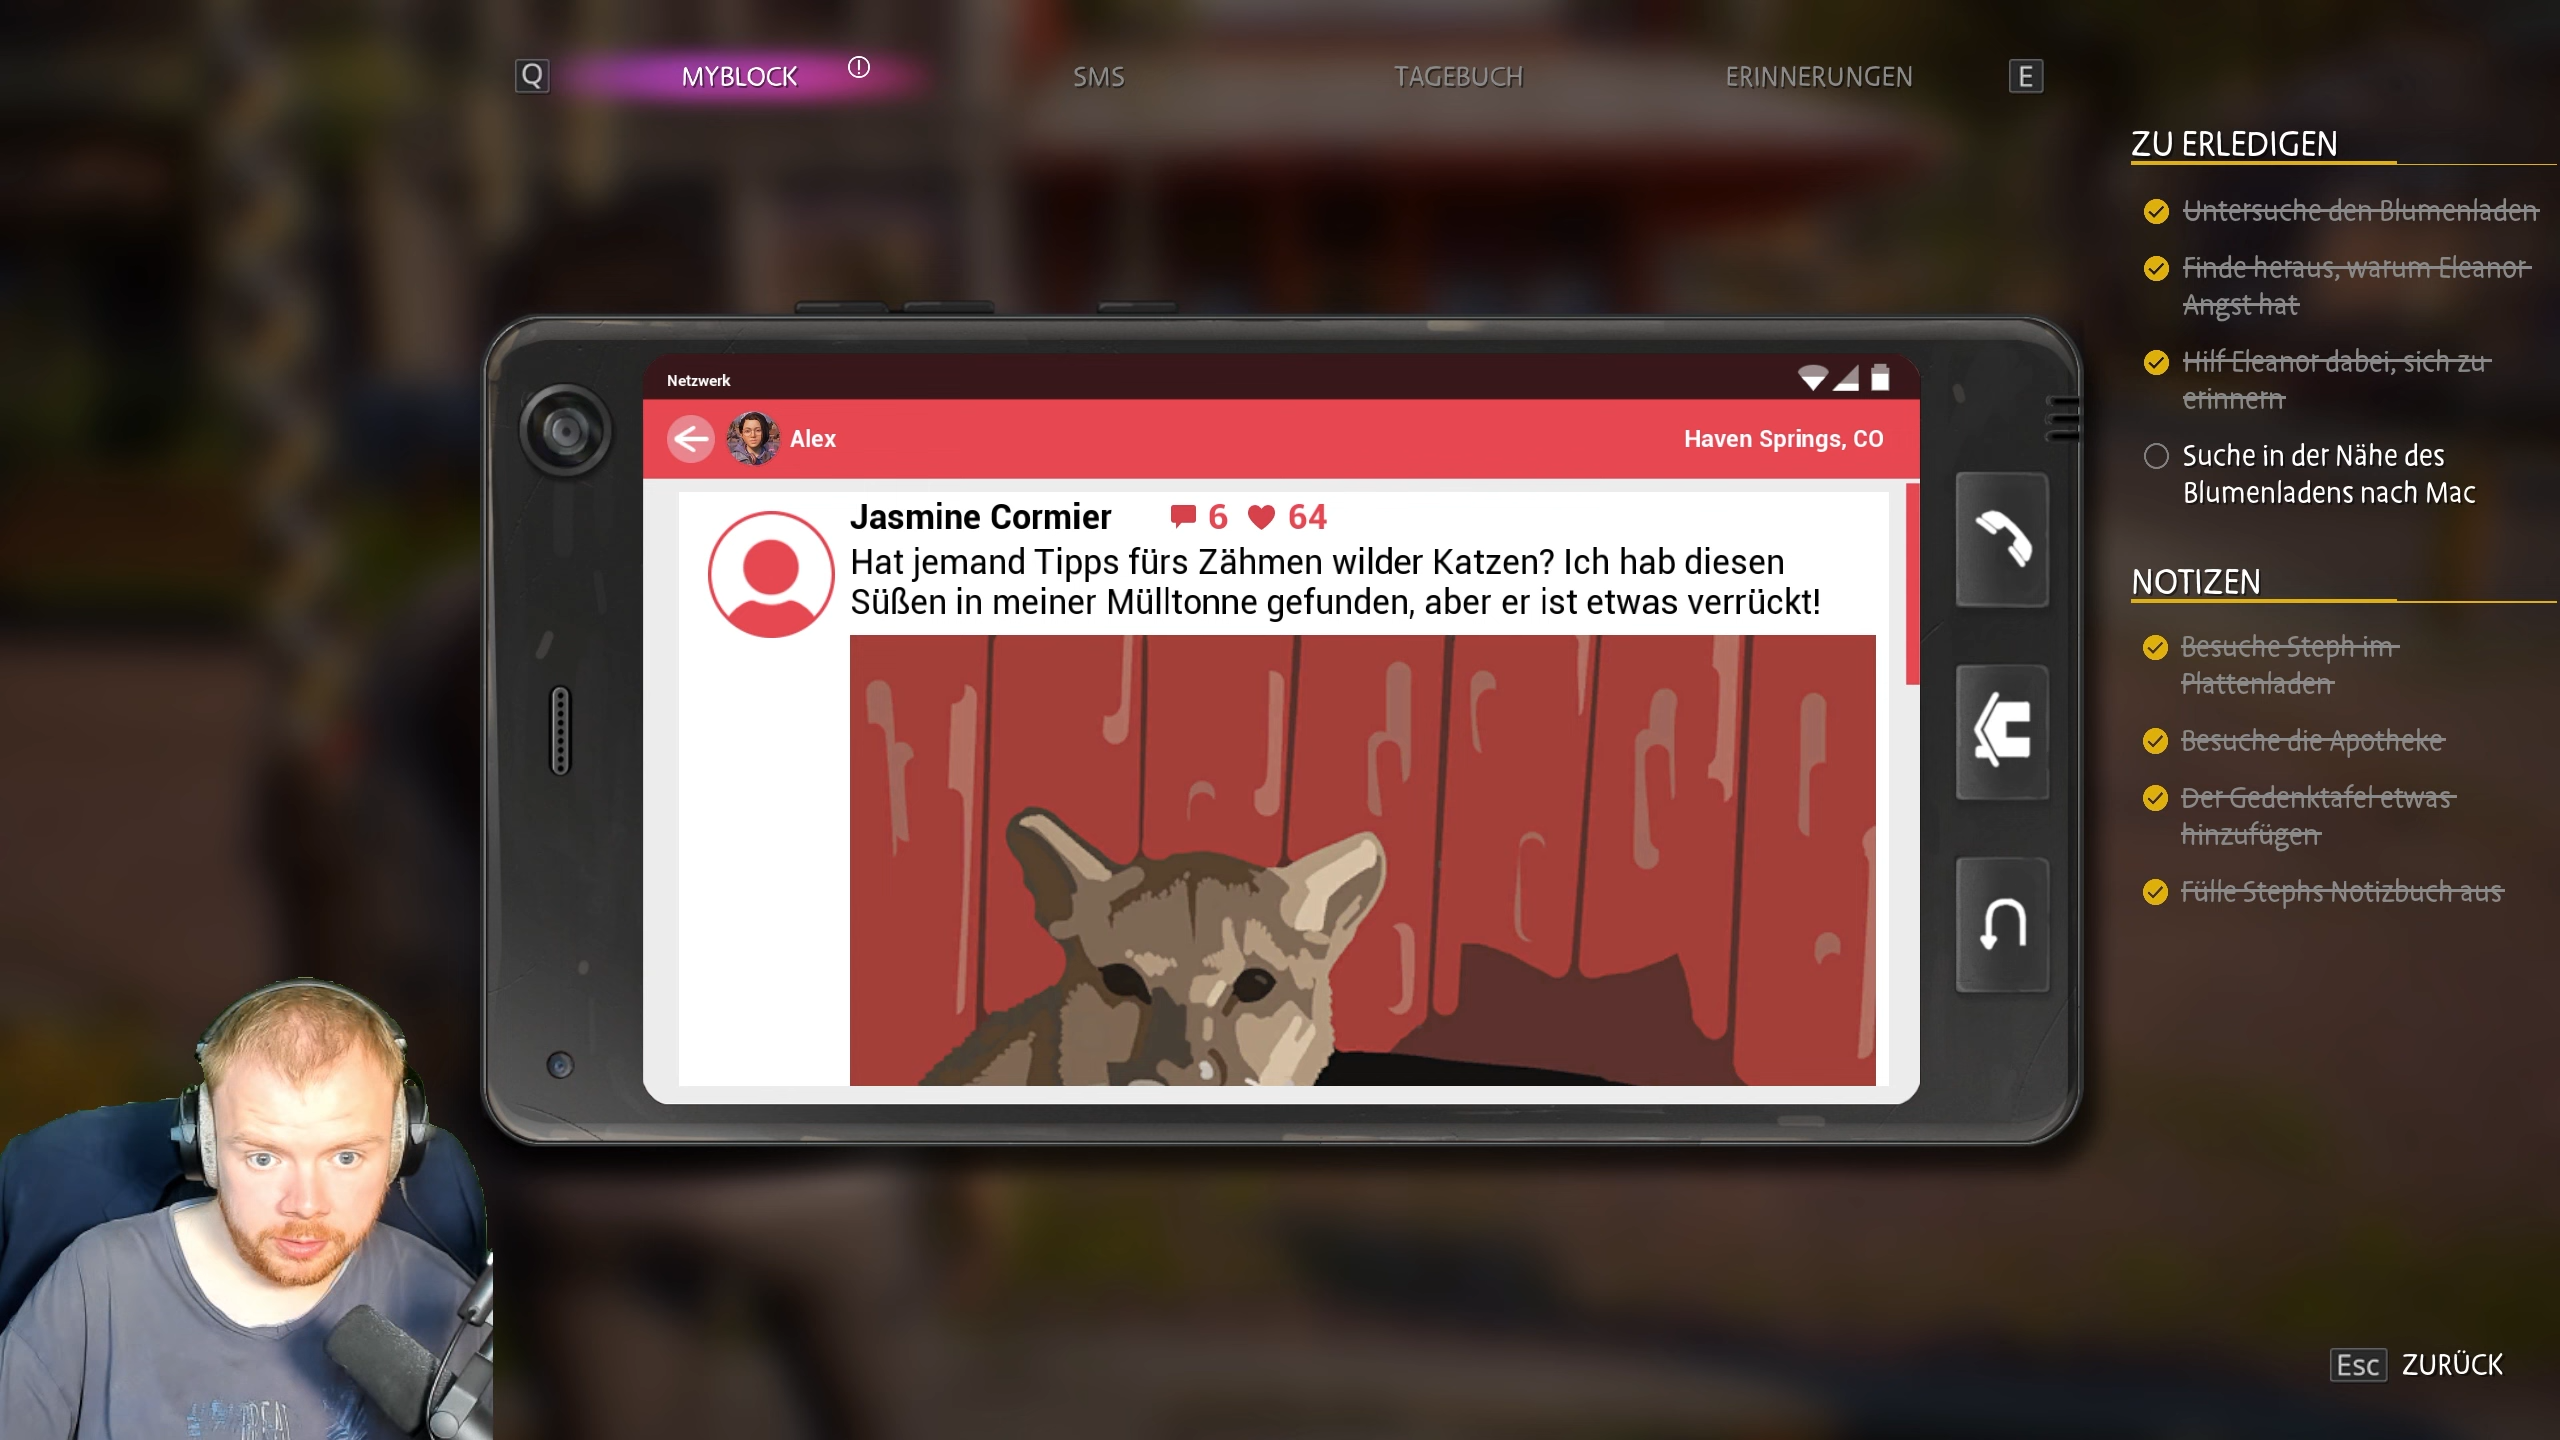 Q
MYBLOCK
SMS
TAGEBUCH
ERINNERUNGEN
E
ZU ERLEDIGEN
Untersuche den Blumenladen
Finde heraus, warum Eleanor
Angst hat
Hilf Eleanor dabei, sich zu
erinnern
Suche in der Nähe des
Blumenladens nach Mac
NOTIZEN
Besuche Steph im
Plattenladen
Besuche die Apotheke
Der Gedenktafel etwas
hinzufügen
Fülle Stephs Notizbuch aus
Netzwerk
Alex
Haven Springs, CO
Jasmine Cormier 6 64
Hat jemand Tipps fürs Zähmen wilder Katzen? Ich hab diesen
Süßen in meiner Mülltonne gefunden, aber er ist etwas verrückt!
Esc ZURÜCK